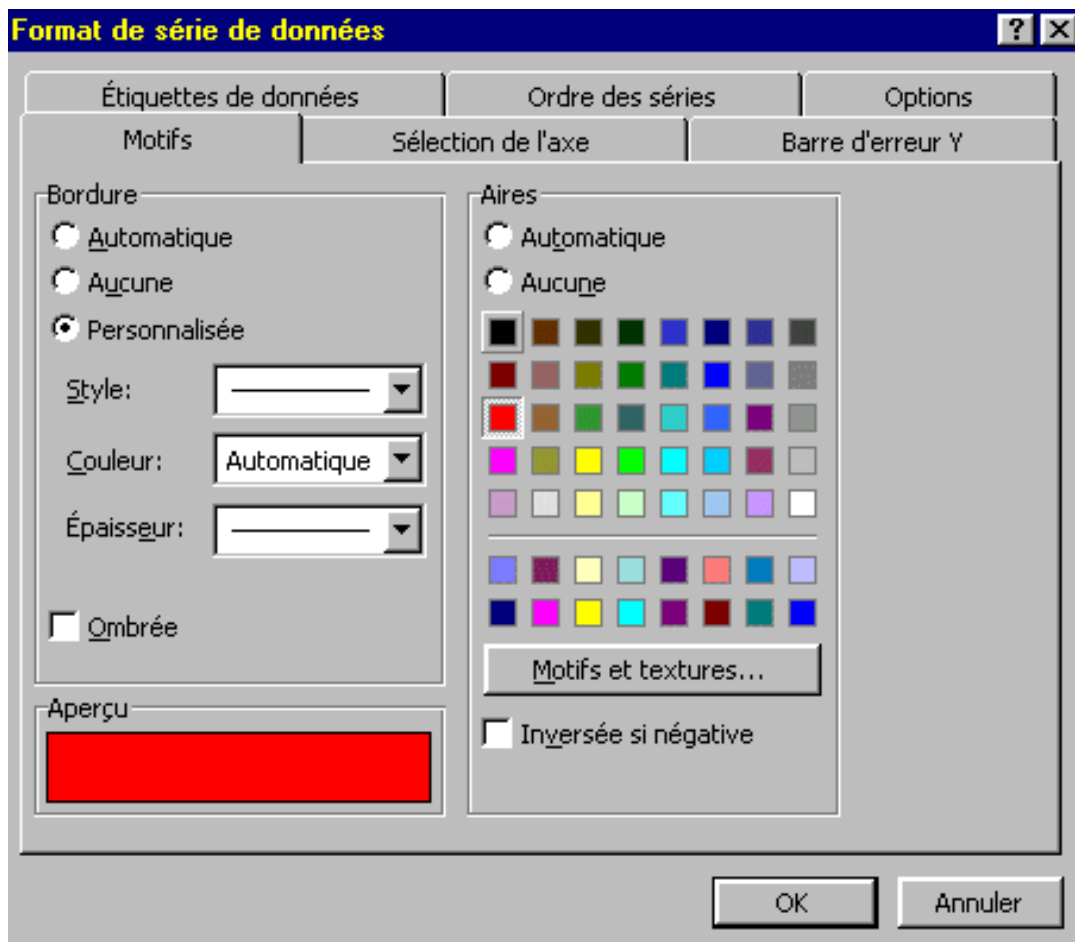 Format de série de données
Étiquettes de données Ordre des séries Options
Motifs Sélection de l'axe Barre d'erreur Y
Bordure
Automatique
Aucune
Personnalisée
Style:
Couleur: Automatique
Épaisseur:
Ombrée
Aperçu
Aires
Automatique
Aucune
Motifs et textures...
Inversée si négative
OK Annuler